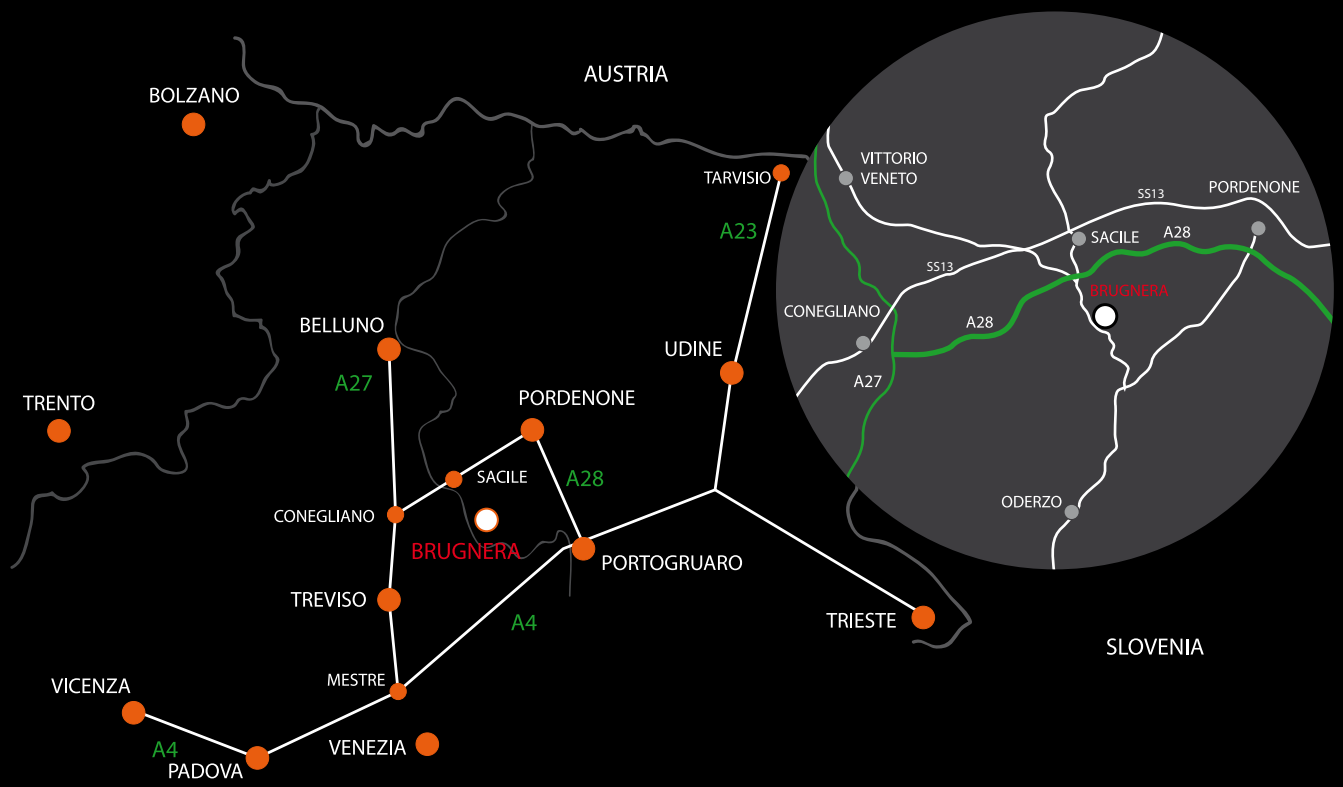 AUSTRIA
BOLZANO
TARVISIO
A23
BELLUNO
A27
UDINE
TRENTO
PORDENONE
SACILE
A28
CONEGLIANO
BRUGNERA
PORTOGRUARO
TREVISO
A4
TRIESTE
SLOVENIA
MESTRE
VICENZA
A4
PADOVA
VENEZIA
VITTORIO
VENETO
SS13
PORDENONE
SACILE
A28
SS13
BRUGNERA
CONEGLIANO
A28
A27
ODERZO